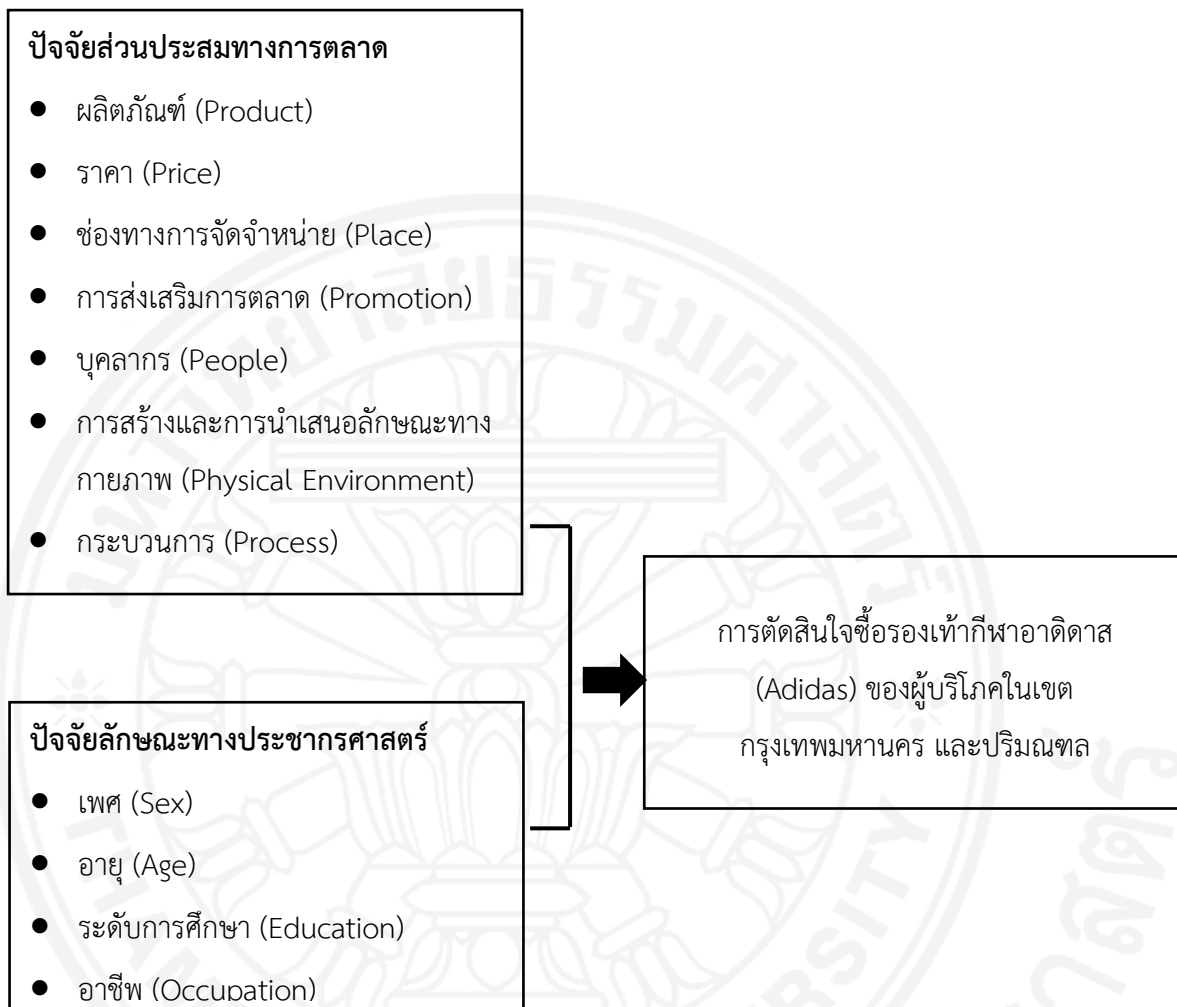 ปัจจัยส่วนประสมทางการตลาด
● ผลิตภัณฑ์ (Product)
● ราคา (Price)
● ช่องทางการจัดจำหน่าย (Place)
● การส่งเสริมการตลาด (Promotion)
● บุคลากร (People)
● การสร้างและการนำเสนอลักษณะทาง
กายภาพ (Physical Environment)
● กระบวนการ (Process)
การตัดสินใจซื้อรองเท้ากีฬาอาดิดาส
(Adidas) ของผู้บริโภคในเขต
กรุงเทพมหานคร และปริมณฑล
ปัจจัยลักษณะทางประชากรศาสตร์
● เพศ (Sex)
● อายุ (Age)
● ระดับการศึกษา (Education)
● อาชีพ (Occupation)